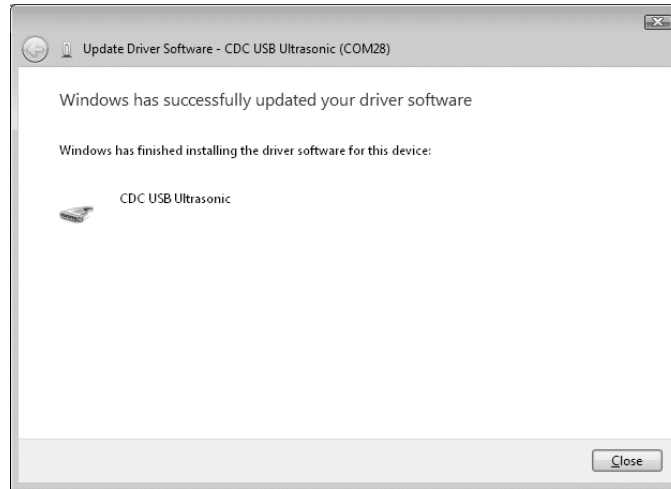 Update Driver Software - CDC USB Ultrasonic (COM28)
Windows has successfully updated your driver software
Windows has finished installing the driver software for this device:
CDC USB Ultrasonic
Close